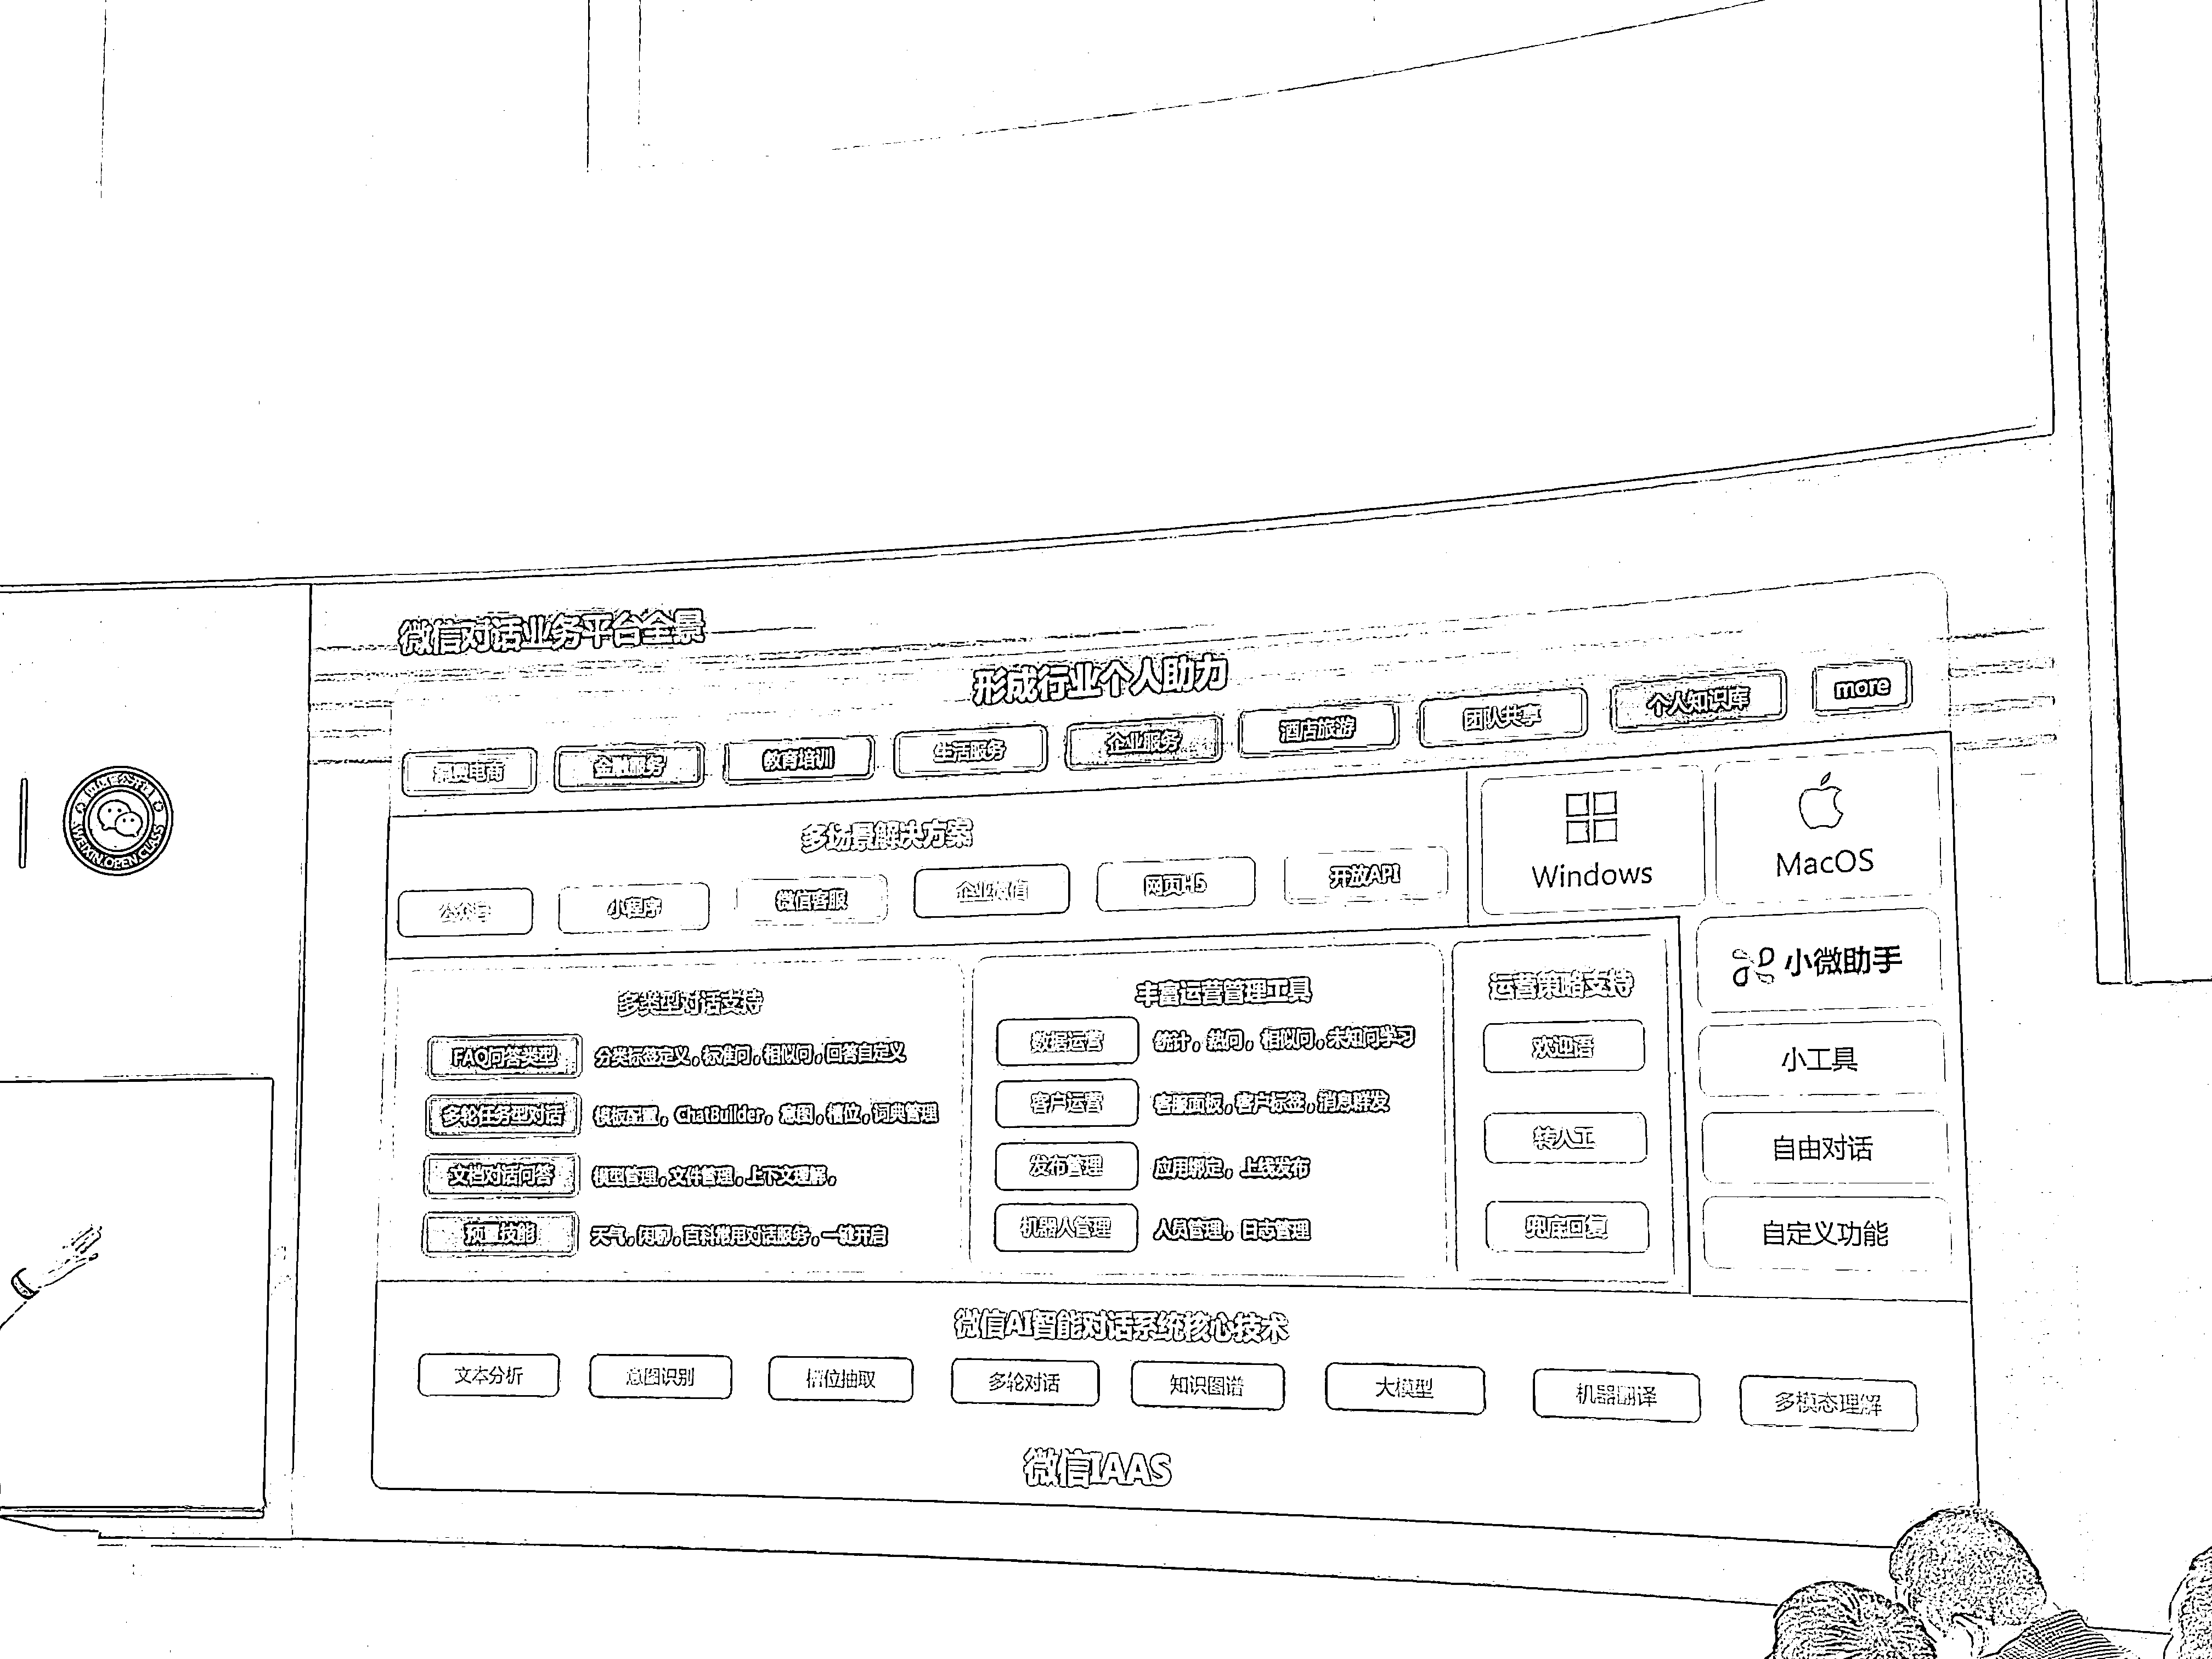 微信对话业务平台全景
形成行业个人助力
消费电商 金融服务 教育培训 生活服务 企业服务 酒店旅游 团队共享 个人知识库 more
多场景解决方案
公众号 小程序 微信客服 企业微信 网页H5 开放API
Windows MacOS
小微助手
小工具
自由对话
自定义功能
多类型对话支持
FAQ问答类型 分类标签定义,标准问,相似问,回答自定义
多轮任务型对话 模板配置,ChatBuilder,意图,槽位,词典管理
文档对话问答 模型管理,文件管理,上下文理解,
预置技能 天气,闲聊,百科常用对话服务,一键开启
丰富运营管理工具
数据运营 统计,热问,相似问,未知问学习
客户运营 客服面板,客户标签,消息群发
发布管理 应用绑定,上线发布
机器人管理 人员管理,日志管理
运营策略支持
欢迎语
转人工
兜底回复
微信AI智能对话系统核心技术
文本分析 意图识别 槽位抽取 多轮对话 知识图谱 大模型 机器翻译 多模态理解
微信IAAS
WEIXIN OPEN CLASS